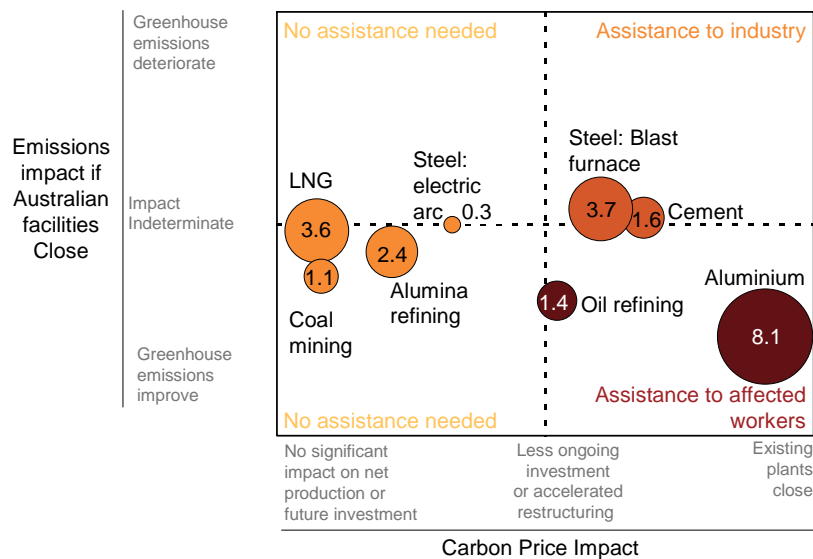 Greenhouse
emissions
deteriorate
No assistance needed
Assistance to industry
Emissions
impact if
Australian
facilities
Close
Impact
Indeterminate
LNG
3.6
1.1
Coal
mining
2.4
Alumina
refining
Steel:
electric
arc
0.3
Steel: Blast
furnace
3.7
1.6
Cement
1.4
Oil refining
Aluminium
8.1
Greenhouse
emissions
improve
No assistance needed
Assistance to affected
workers
No significant
impact on net
production or
future investment
Less ongoing
investment
or accelerated
restructuring
Existing
plants
close
Carbon Price Impact